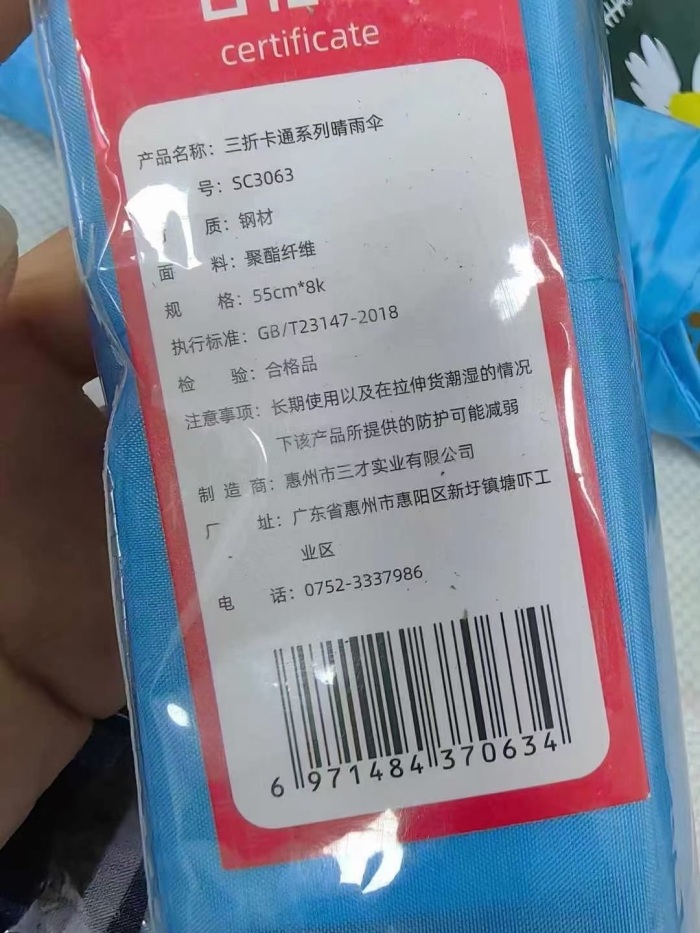 certificate
产品名称：三折卡通系列晴雨伞
号：SC3063
质：钢材
面 料：聚酯纤维
规 格：55cm*8k
执行标准：GB/T23147-2018
检 验：合格品
注意事项：长期使用以及在拉伸货潮湿的情况
下该产品所提供的防护可能减弱
制 造 商：惠州市三才实业有限公司
厂 址：广东省惠州市惠阳区新圩镇塘吓工
业区
电 话：0752-3337986
6 971484 370634